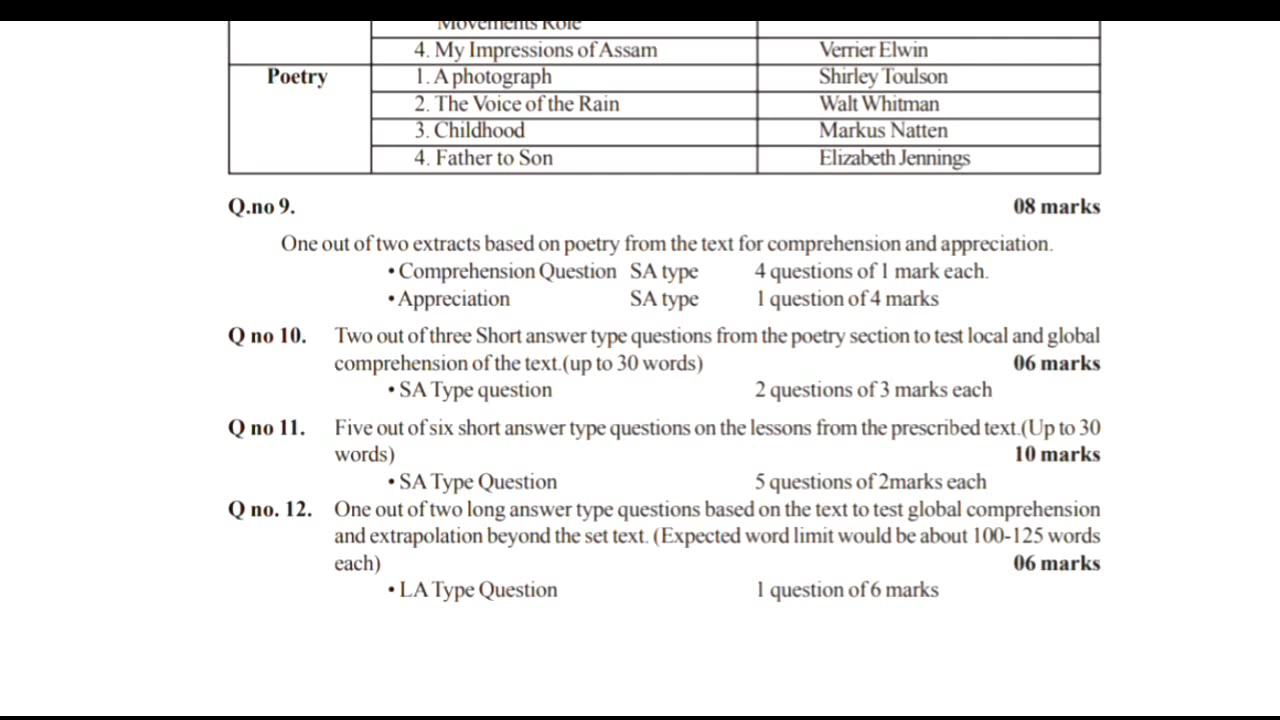 Movements Role
4. My Impressions of Assam Verrier Elwin
Poetry 1. A photograph Shirley Toulson
2. The Voice of the Rain Walt Whitman
3. Childhood Markus Natten
4. Father to Son Elizabeth Jennings
Q.no 9. 08 marks
One out of two extracts based on poetry from the text for comprehension and appreciation.
• Comprehension Question SA type 4 questions of 1 mark each.
• Appreciation SA type 1 question of 4 marks
Q no 10. Two out of three Short answer type questions from the poetry section to test local and global
comprehension of the text.(up to 30 words) 06 marks
• SA Type question 2 questions of 3 marks each
Q no 11. Five out of six short answer type questions on the lessons from the prescribed text.(Up to 30
words) 10 marks
• SA Type Question 5 questions of 2marks each
Q no. 12. One out of two long answer type questions based on the text to test global comprehension
and extrapolation beyond the set text. (Expected word limit would be about 100-125 words
each) 06 marks
• LA Type Question 1 question of 6 marks